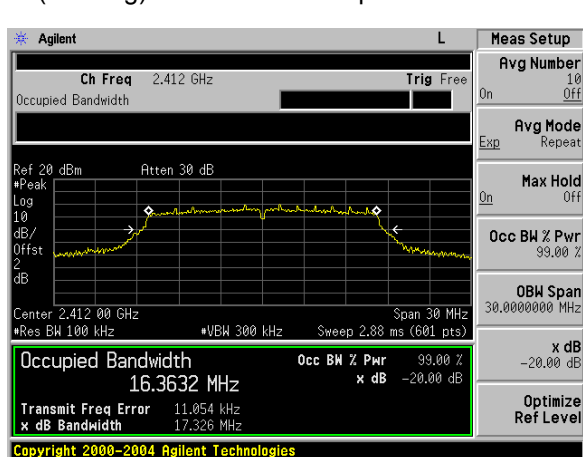 Agilent L Meas Setup
Ch Freq 2.412 GHz Trig Free
Occupied Bandwidth
Avg Number
10
On Off
Avg Mode
Exp Repeat
Max Hold
On Off
Occ BW % Pwr
99.00 %
OBW Span
30.0000000 MHz
x dB
-20.00 dB
Optimize
Ref Level
Ref 20 dBm Atten 30 dB
#Peak
Log
10
dB/
Offst
2
dB
Center 2.412 00 GHz Span 30 MHz
#Res BW 100 kHz #VBW 300 kHz Sweep 2.88 ms (601 pts)
Occupied Bandwidth Occ BW % Pwr 99.00 %
16.3632 MHz x dB -20.00 dB
Transmit Freq Error 11.054 kHz
x dB Bandwidth 17.326 MHz
Copyright 2000-2004 Agilent Technologies